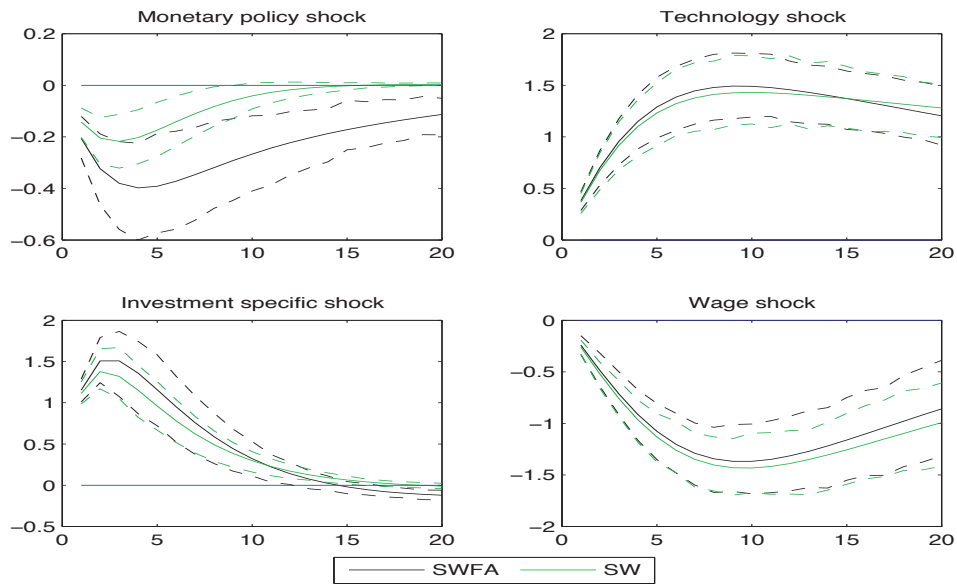 Monetary policy shock
0.2
0
−0.2
−0.4
−0.6
0 5 10 15 20
Technology shock
2
1.5
1
0.5
0
0 5 10 15 20
Investment specific shock
2
1.5
1
0.5
0
−0.5
0 5 10 15 20
Wage shock
0
−0.5
−1
−1.5
−2
0 5 10 15 20
SWFA SW